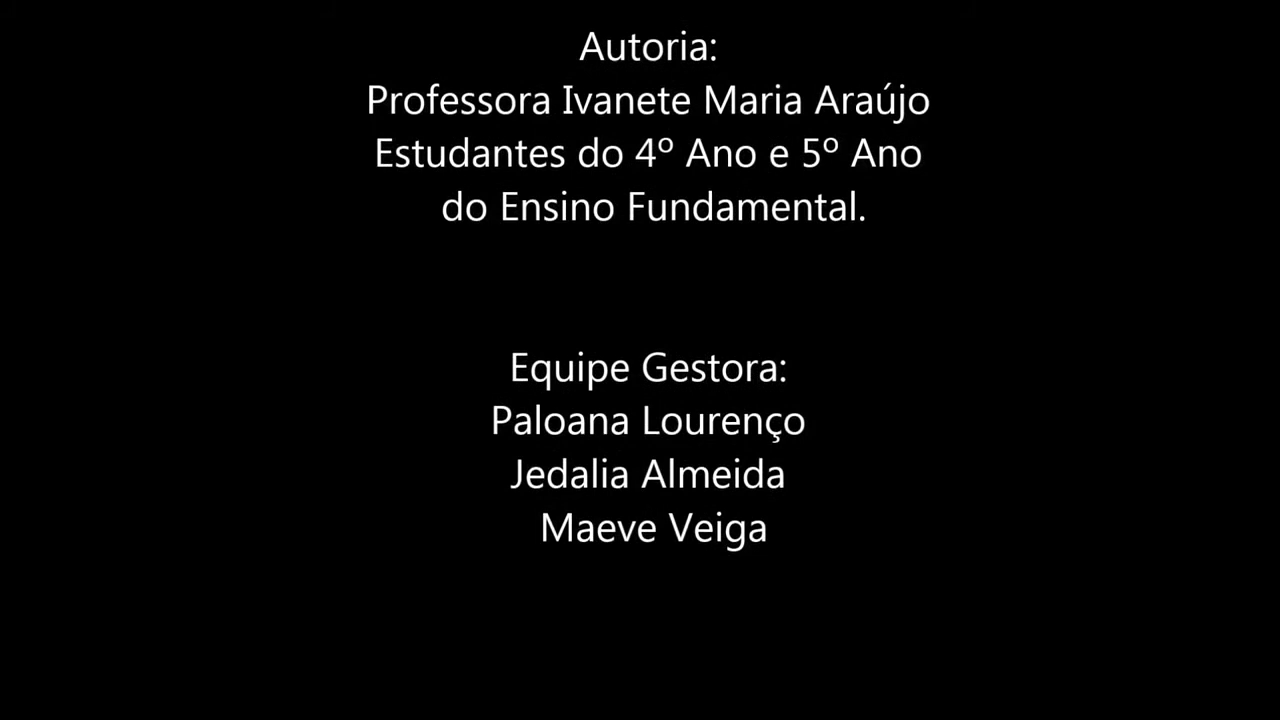 Autoria:
Professora Ivanete Maria Araújo
Estudantes do 4º Ano e 5º Ano
do Ensino Fundamental.
Equipe Gestora:
Paloana Lourenço
Jedalia Almeida
Maeve Veiga